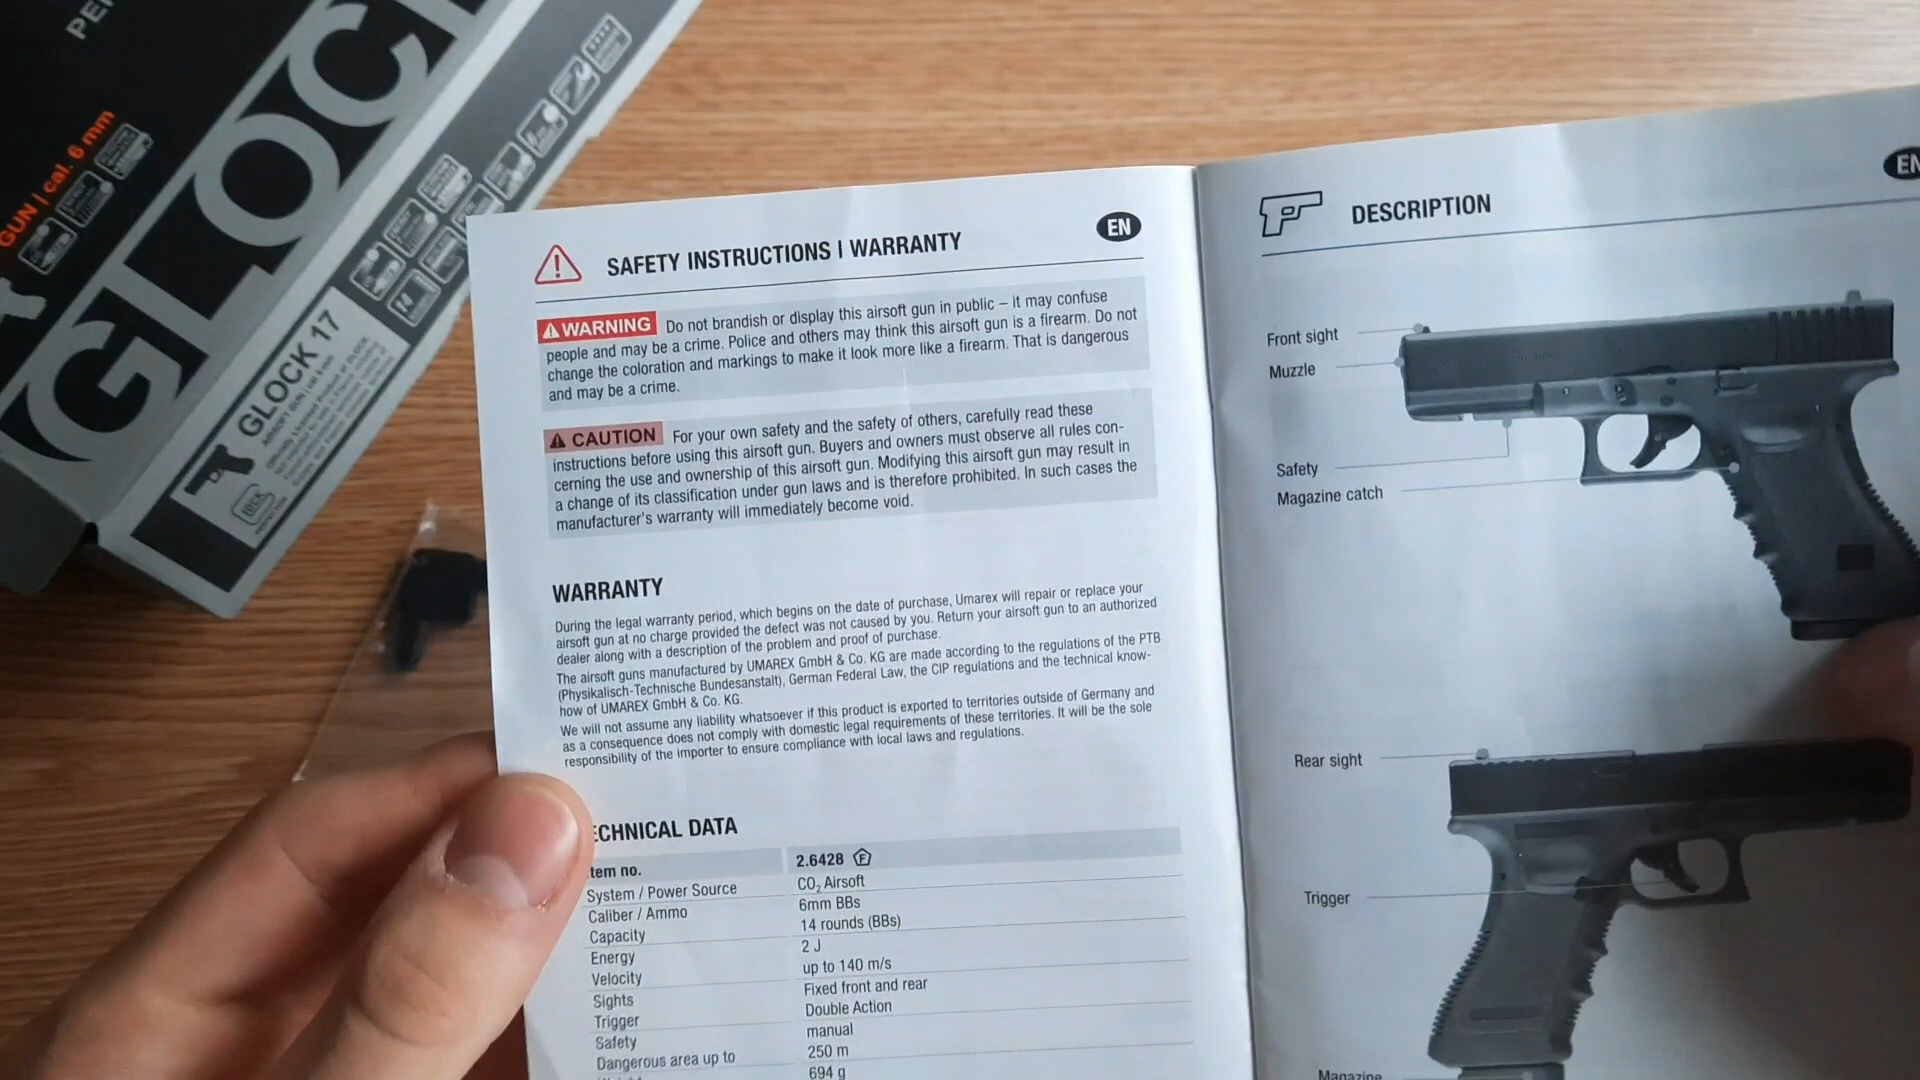 PE
GUN | cal. 6 mm
GLOC
GLOCK 17
AIRSOFT GUN | cal. 6 mm
14
SAFETY INSTRUCTIONS | WARRANTY
EN
WARNING Do not brandish or display this airsoft gun in public – it may confuse
people and may be a crime. Police and others may think this airsoft gun is a firearm. Do not
change the coloration and markings to make it look more like a firearm. That is dangerous
and may be a crime.
CAUTION For your own safety and the safety of others, carefully read these
instructions before using this airsoft gun. Buyers and owners must observe all rules con-
cerning the use and ownership of this airsoft gun. Modifying this airsoft gun may result in
a change of its classification under gun laws and is therefore prohibited. In such cases the
manufacturer's warranty will immediately become void.
WARRANTY
During the legal warranty period, which begins on the date of purchase, Umarex will repair or replace your
airsoft gun at no charge provided the defect was not caused by you. Return your airsoft gun to an authorized
dealer along with a description of the problem and proof of purchase.
The airsoft guns manufactured by UMAREX GmbH & Co. KG are made according to the regulations of the PTB
(Physikalisch-Technische Bundesanstalt), German Federal Law, the CIP regulations and the technical know-
how of UMAREX GmbH & Co. KG.
We will not assume any liability whatsoever if this product is exported to territories outside of Germany and
as a consequence does not comply with domestic legal requirements of these territories. It will be the sole
responsibility of the importer to ensure compliance with local laws and regulations.
ECHNICAL DATA
tem no. 2.6428 F
System / Power Source CO₂ Airsoft
Caliber / Ammo 6mm BBs
Capacity 14 rounds (BBs)
Energy 2 J
Velocity up to 140 m/s
Sights Fixed front and rear
Trigger Double Action
Safety manual
Dangerous area up to 250 m
694 g
DESCRIPTION
EN
Front sight
Muzzle
Safety
Magazine catch
Rear sight
Trigger
Magazine